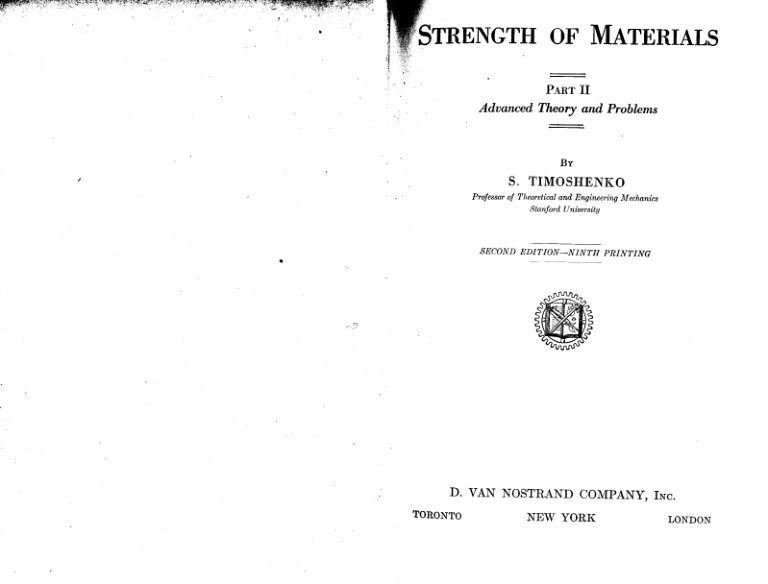 STRENGTH OF MATERIALS
PART II
Advanced Theory and Problems
BY
S. TIMOSHENKO
Professor of Theoretical and Engineering Mechanics
Stanford University
SECOND EDITION—NINTH PRINTING
D. VAN NOSTRAND COMPANY, INC.
TORONTO NEW YORK LONDON